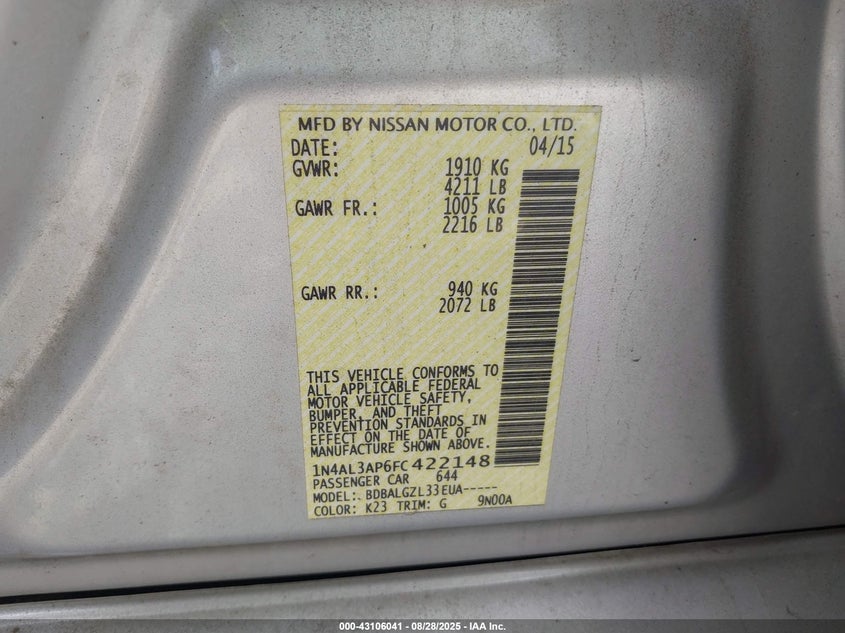 MFD BY NISSAN MOTOR CO., LTD.
DATE: 04/15
GVWR: 1910 KG
4211 LB
GAWR FR.: 1005 KG
2216 LB
GAWR RR.: 940 KG
2072 LB
THIS VEHICLE CONFORMS TO
ALL APPLICABLE FEDERAL
MOTOR VEHICLE SAFETY,
BUMPER, AND THEFT
PREVENTION STANDARDS IN
EFFECT ON THE DATE OF
MANUFACTURE SHOWN ABOVE.
1N4AL3AP6FC422148
PASSENGER CAR 644
MODEL: BDBALGZL33EUA-----
COLOR: K23 TRIM: G 9N00A
000-43106041 - 08/28/2025 - IAA Inc.